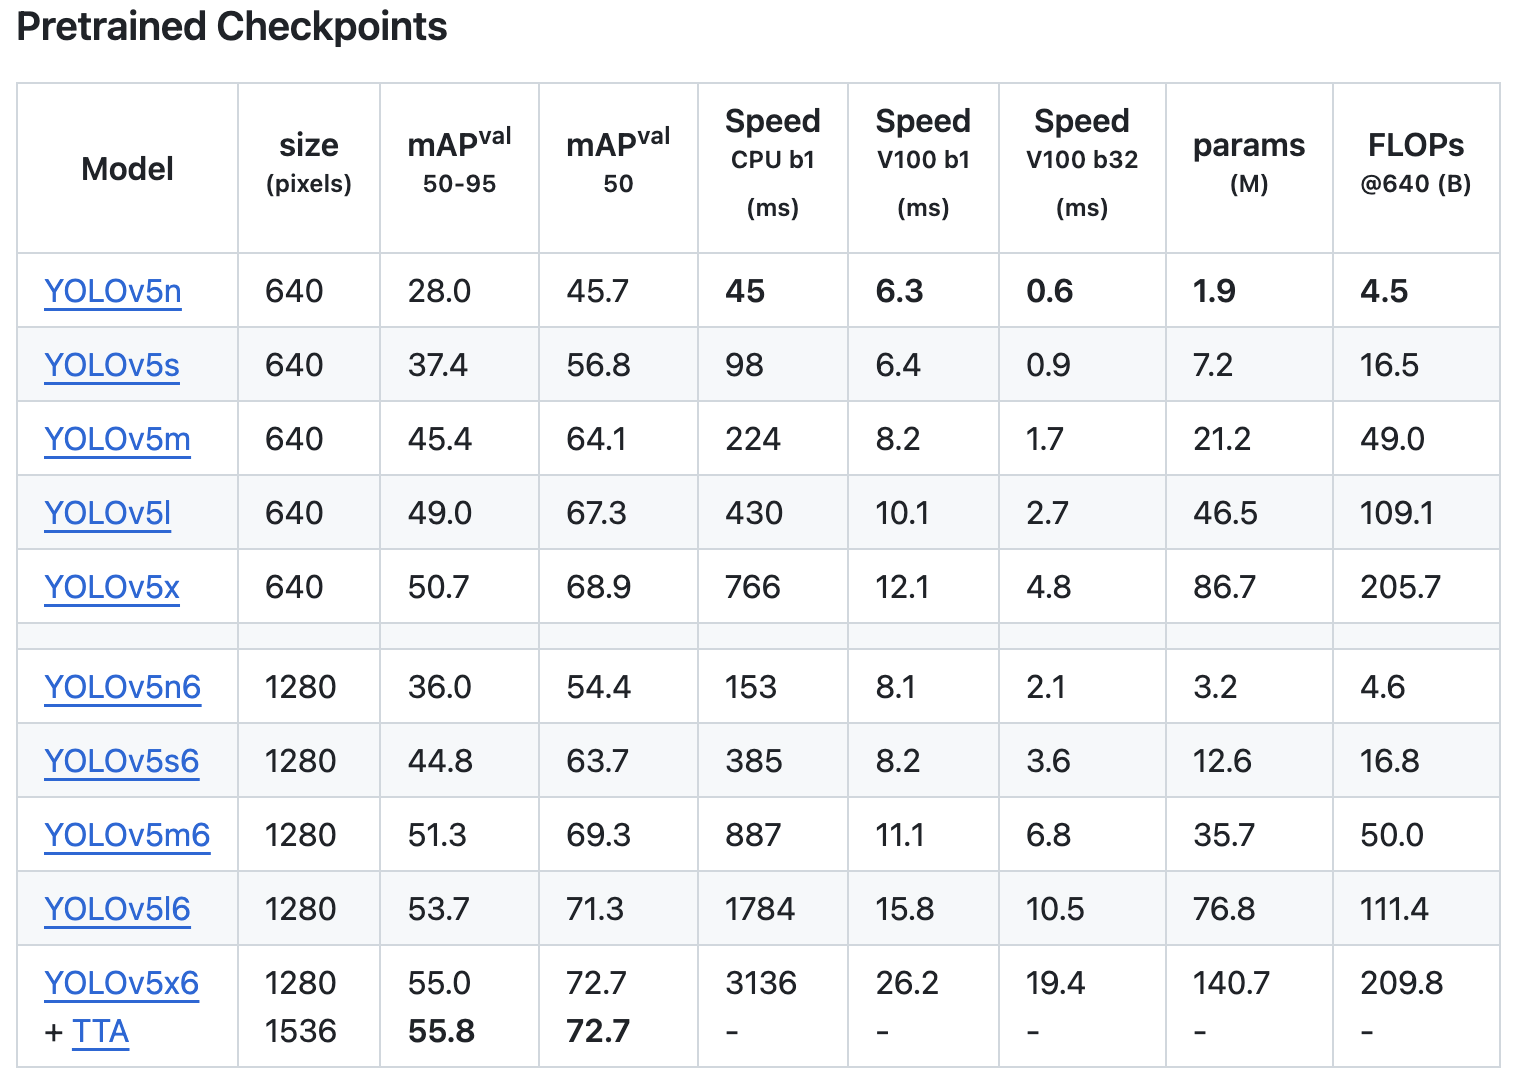 Pretrained Checkpoints
Model size (pixels) mAPval 50-95 mAPval 50 Speed CPU b1 (ms) Speed V100 b1 (ms) Speed V100 b32 (ms) params (M) FLOPs @640 (B)
YOLOv5n 640 28.0 45.7 45 6.3 0.6 1.9 4.5
YOLOv5s 640 37.4 56.8 98 6.4 0.9 7.2 16.5
YOLOv5m 640 45.4 64.1 224 8.2 1.7 21.2 49.0
YOLOv5l 640 49.0 67.3 430 10.1 2.7 46.5 109.1
YOLOv5x 640 50.7 68.9 766 12.1 4.8 86.7 205.7
YOLOv5n6 1280 36.0 54.4 153 8.1 2.1 3.2 4.6
YOLOv5s6 1280 44.8 63.7 385 8.2 3.6 12.6 16.8
YOLOv5m6 1280 51.3 69.3 887 11.1 6.8 35.7 50.0
YOLOv5l6 1280 53.7 71.3 1784 15.8 10.5 76.8 111.4
YOLOv5x6 1280 55.0 72.7 3136 26.2 19.4 140.7 209.8
+ TTA 1536 55.8 72.7 - - - - -